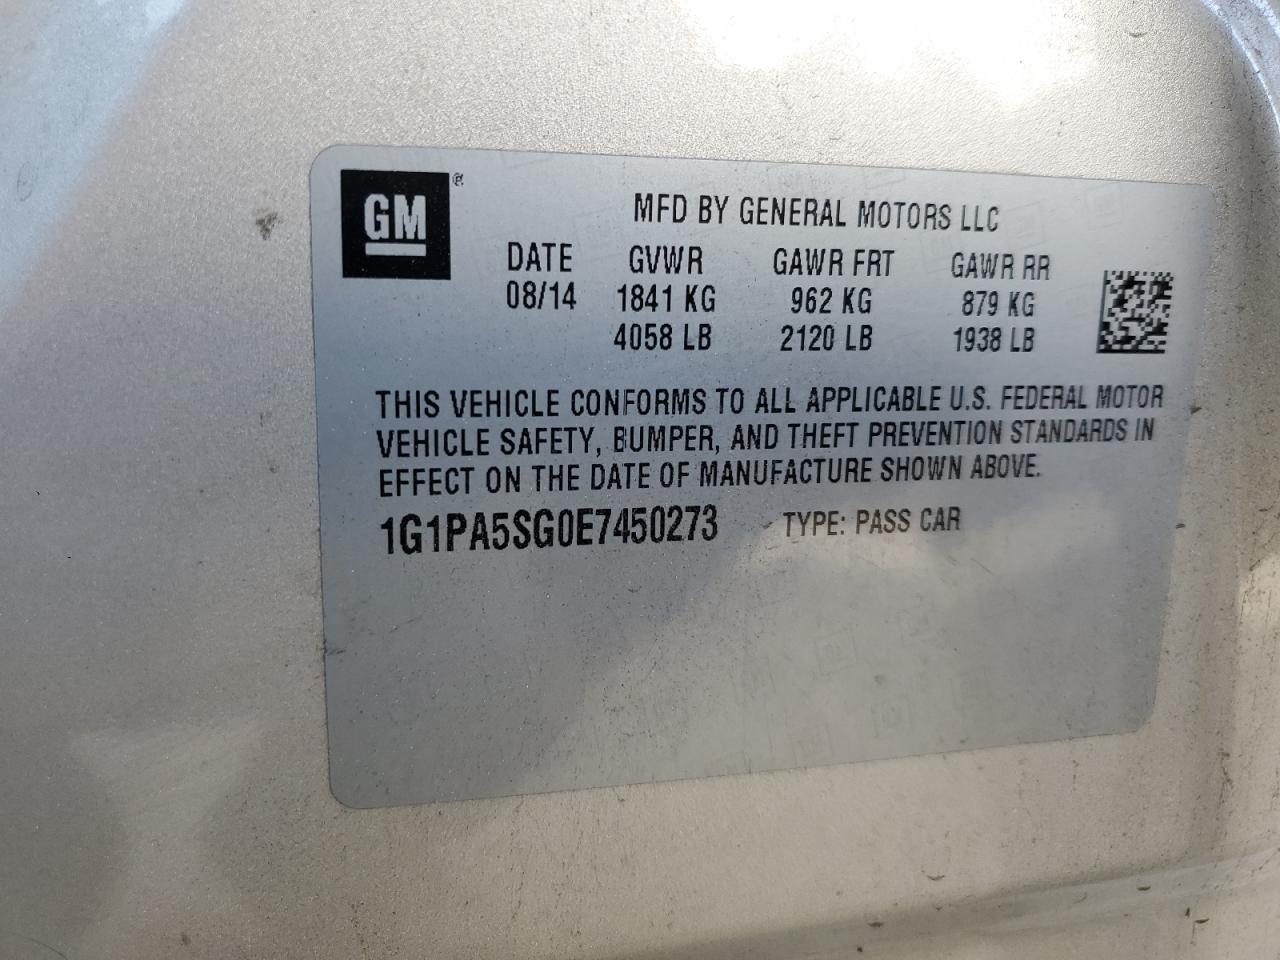 GM®
MFD BY GENERAL MOTORS LLC
DATE GVWR GAWR FRT GAWR RR
08/14 1841 KG 962 KG 879 KG
4058 LB 2120 LB 1938 LB
THIS VEHICLE CONFORMS TO ALL APPLICABLE U.S. FEDERAL MOTOR
VEHICLE SAFETY, BUMPER, AND THEFT PREVENTION STANDARDS IN
EFFECT ON THE DATE OF MANUFACTURE SHOWN ABOVE.
1G1PA5SG0E7450273 TYPE: PASS CAR